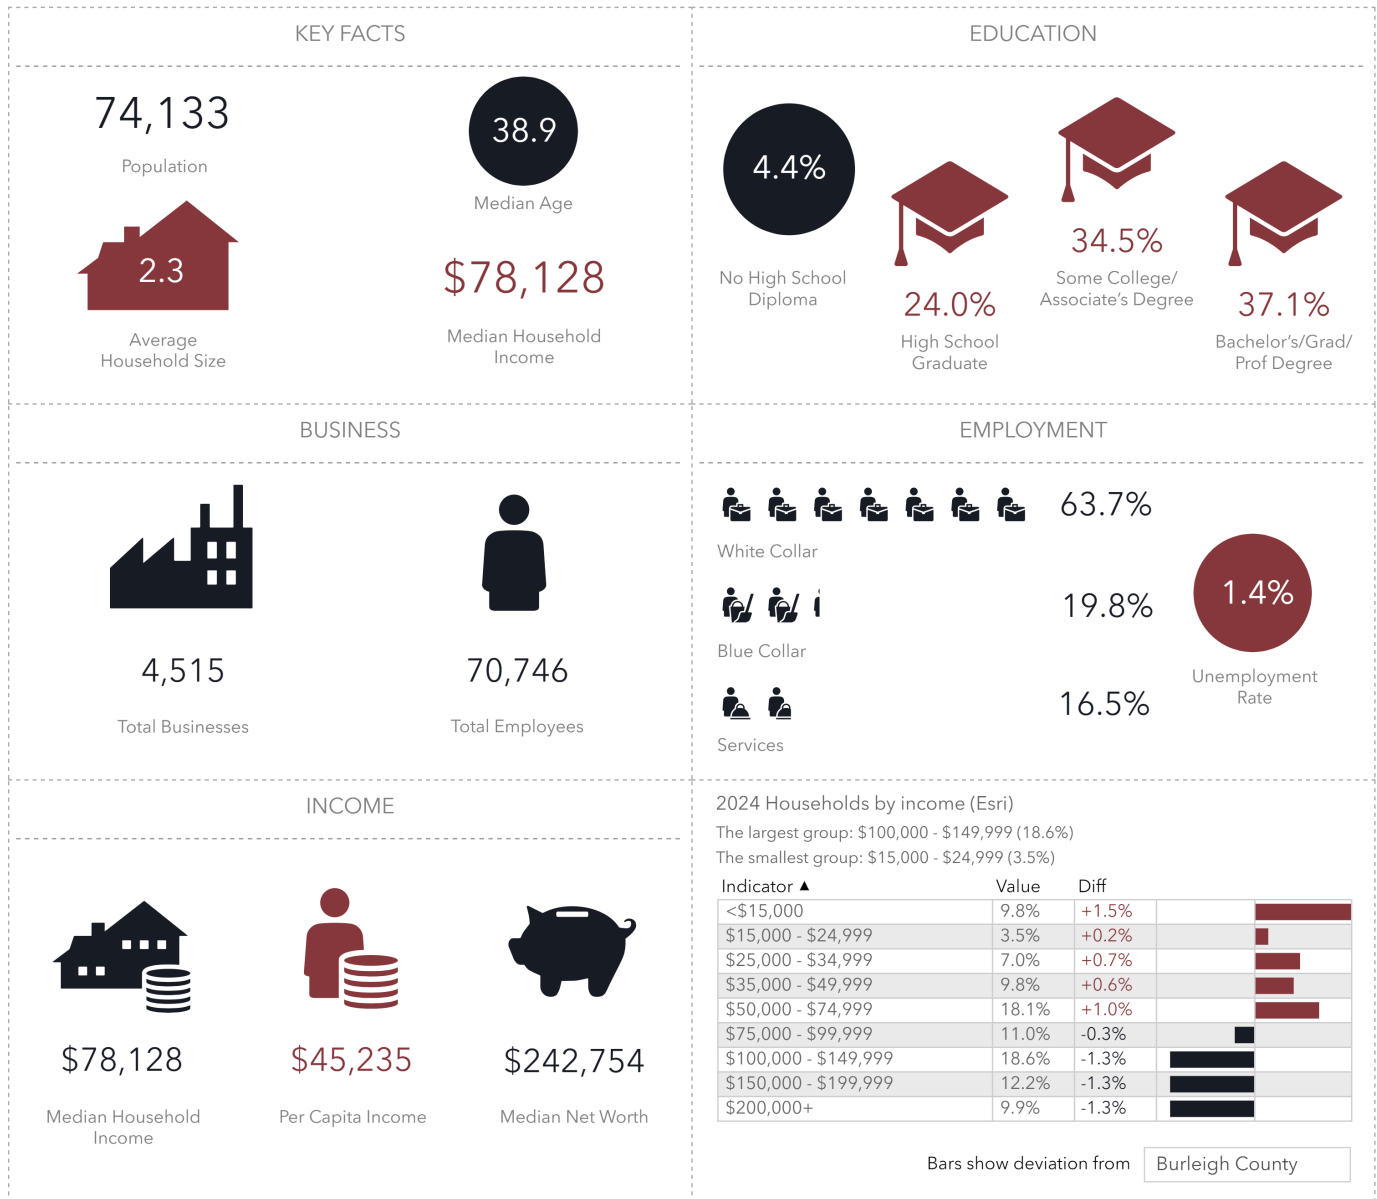 KEY FACTS
74,133
Population
38.9
Median Age
2.3
Average
Household Size
$78,128
Median Household
Income
EDUCATION
4.4%
No High School
Diploma
24.0%
High School
Graduate
34.5%
Some College/
Associate's Degree
37.1%
Bachelor's/Grad/
Prof Degree
BUSINESS
4,515
Total Businesses
70,746
Total Employees
EMPLOYMENT
63.7%
White Collar
19.8%
Blue Collar
16.5%
Services
1.4%
Unemployment
Rate
INCOME
$78,128
Median Household
Income
$45,235
Per Capita Income
$242,754
Median Net Worth
2024 Households by income (Esri)
The largest group: $100,000 - $149,999 (18.6%)
The smallest group: $15,000 - $24,999 (3.5%)
Indicator ▲ Value Diff
<$15,000 9.8% +1.5%
$15,000 - $24,999 3.5% +0.2%
$25,000 - $34,999 7.0% +0.7%
$35,000 - $49,999 9.8% +0.6%
$50,000 - $74,999 18.1% +1.0%
$75,000 - $99,999 11.0% -0.3%
$100,000 - $149,999 18.6% -1.3%
$150,000 - $199,999 12.2% -1.3%
$200,000+ 9.9% -1.3%
Bars show deviation from Burleigh County